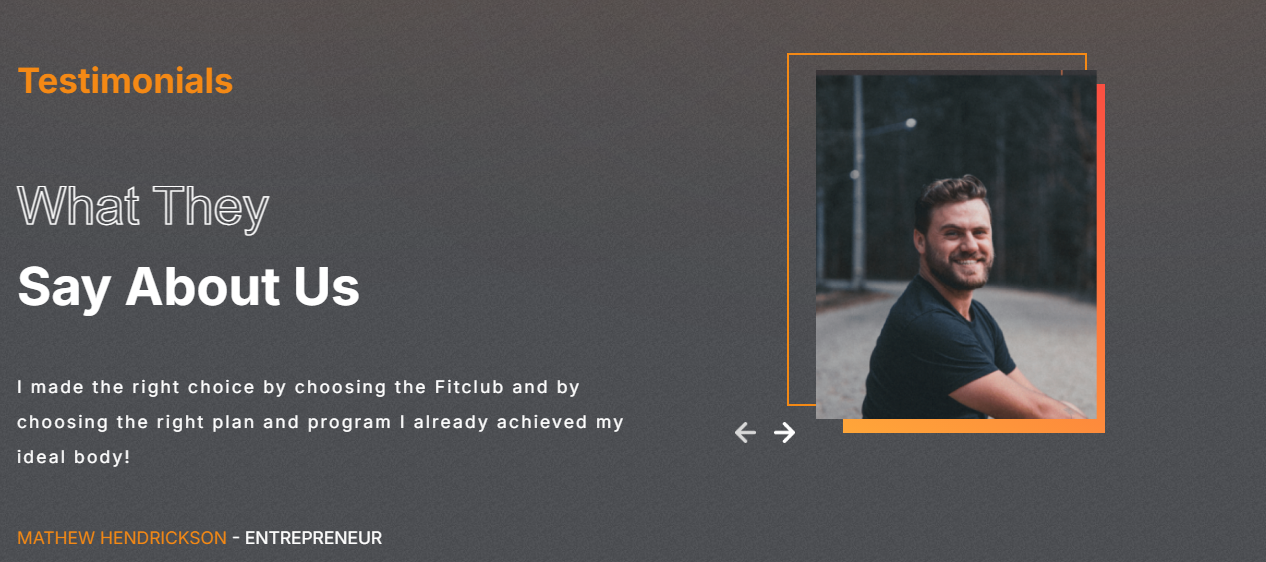 Testimonials
What They
Say About Us
I made the right choice by choosing the Fitclub and by
choosing the right plan and program I already achieved my
ideal body!
MATHEW HENDRICKSON - ENTREPRENEUR